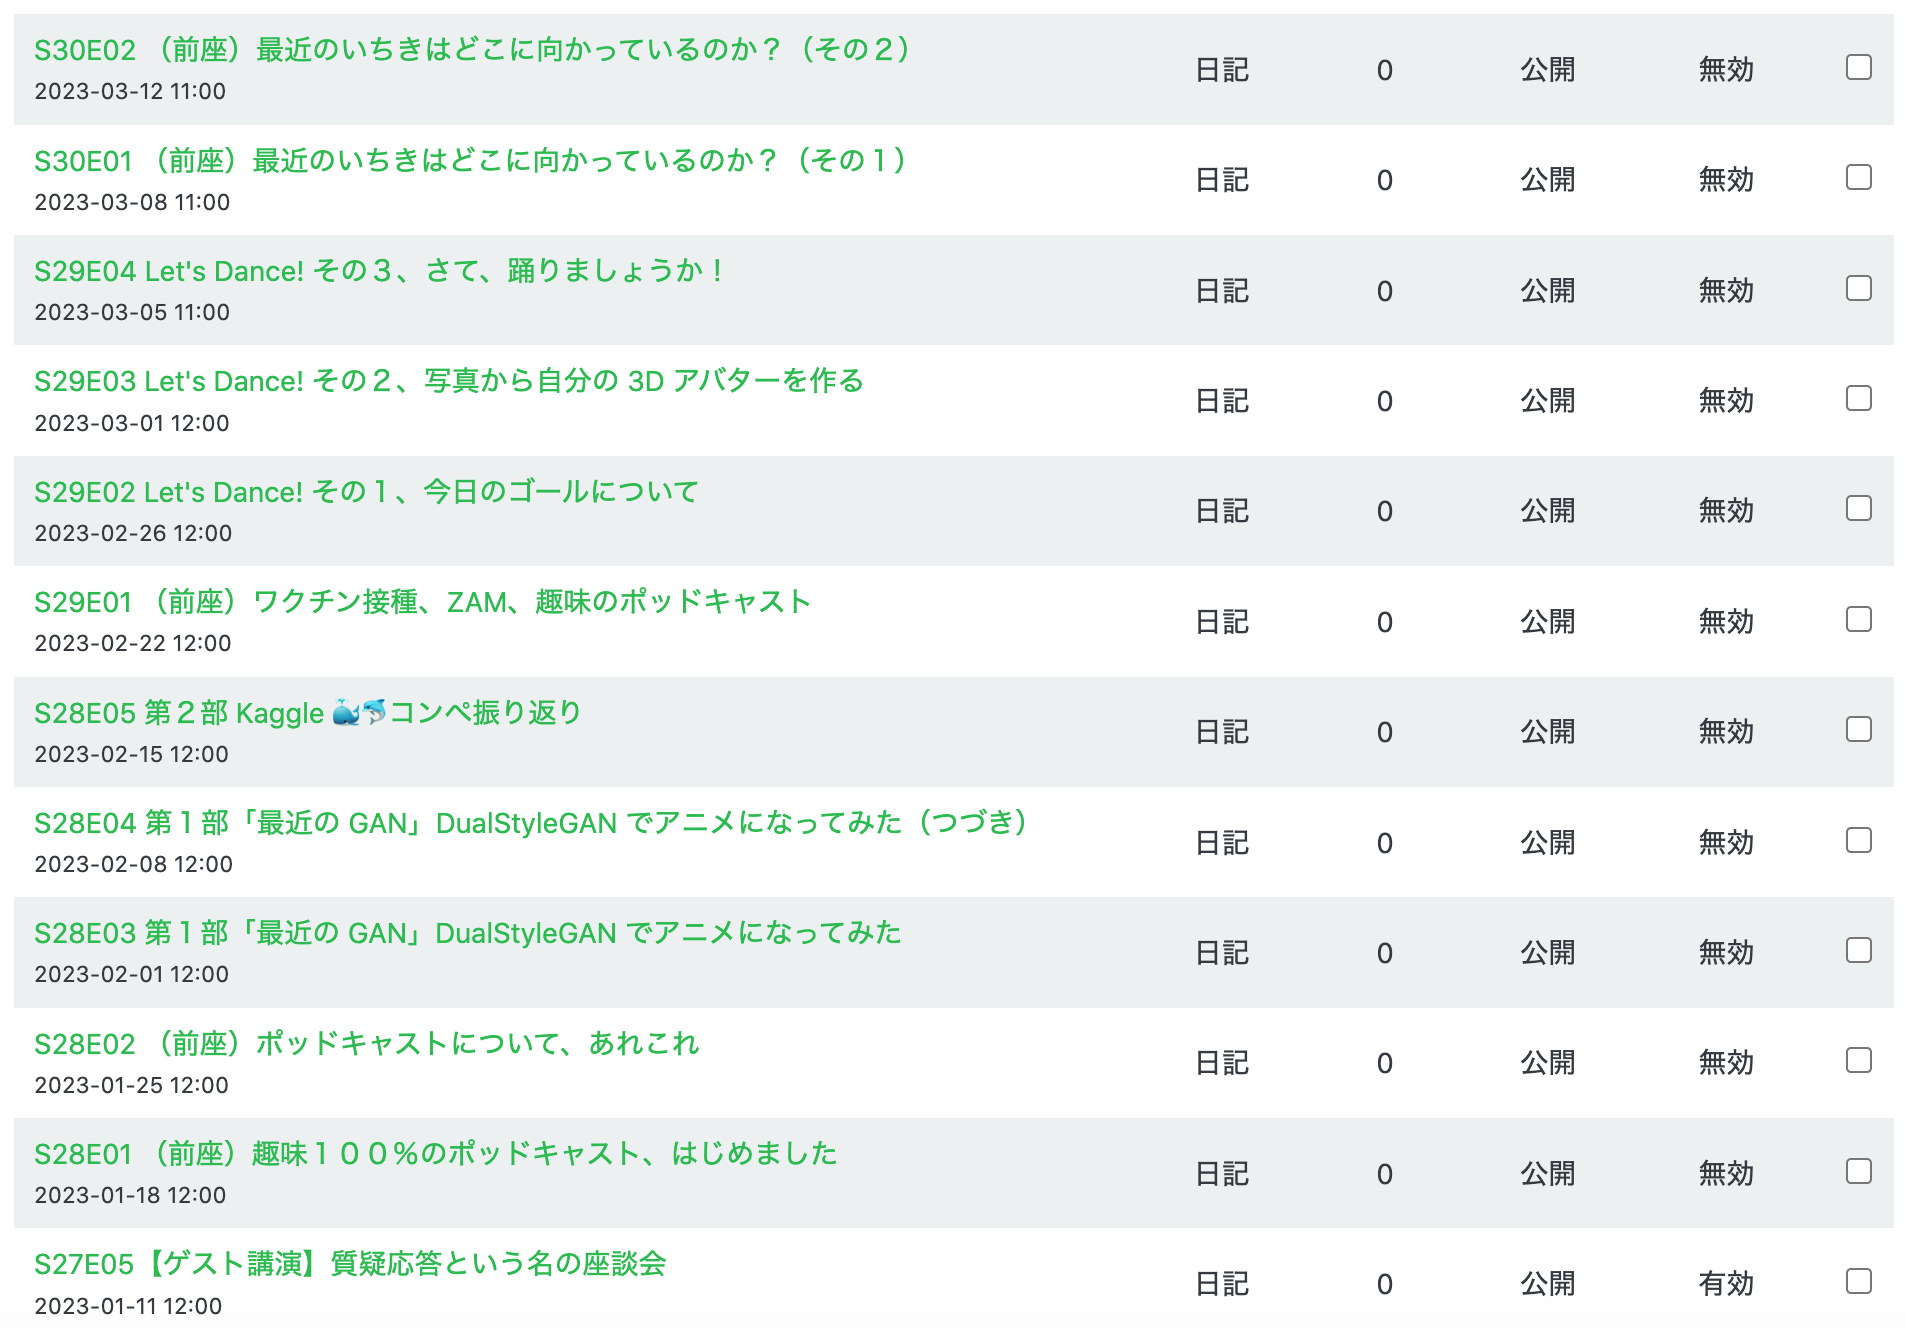 S30E02 （前座）最近のいちきはどこに向かっているのか？（その２）
2023-03-12 11:00
日記 0 公開 無効
S30E01 （前座）最近のいちきはどこに向かっているのか？（その１）
2023-03-08 11:00
日記 0 公開 無効
S29E04 Let's Dance! その３、さて、踊りましょうか！
2023-03-05 11:00
日記 0 公開 無効
S29E03 Let's Dance! その２、写真から自分の 3D アバターを作る
2023-03-01 12:00
日記 0 公開 無効
S29E02 Let's Dance! その１、今日のゴールについて
2023-02-26 12:00
日記 0 公開 無効
S29E01 （前座）ワクチン接種、ZAM、趣味のポッドキャスト
2023-02-22 12:00
日記 0 公開 無効
S28E05 第２部 Kaggle 🐳🐬コンペ振り返り
2023-02-15 12:00
日記 0 公開 無効
S28E04 第１部「最近の GAN」DualStyleGAN でアニメになってみた（つづき）
2023-02-08 12:00
日記 0 公開 無効
S28E03 第１部「最近の GAN」DualStyleGAN でアニメになってみた
2023-02-01 12:00
日記 0 公開 無効
S28E02 （前座）ポッドキャストについて、あれこれ
2023-01-25 12:00
日記 0 公開 無効
S28E01 （前座）趣味１００％のポッドキャスト、はじめました
2023-01-18 12:00
日記 0 公開 無効
S27E05【ゲスト講演】質疑応答という名の座談会
2023-01-11 12:00
日記 0 公開 有効